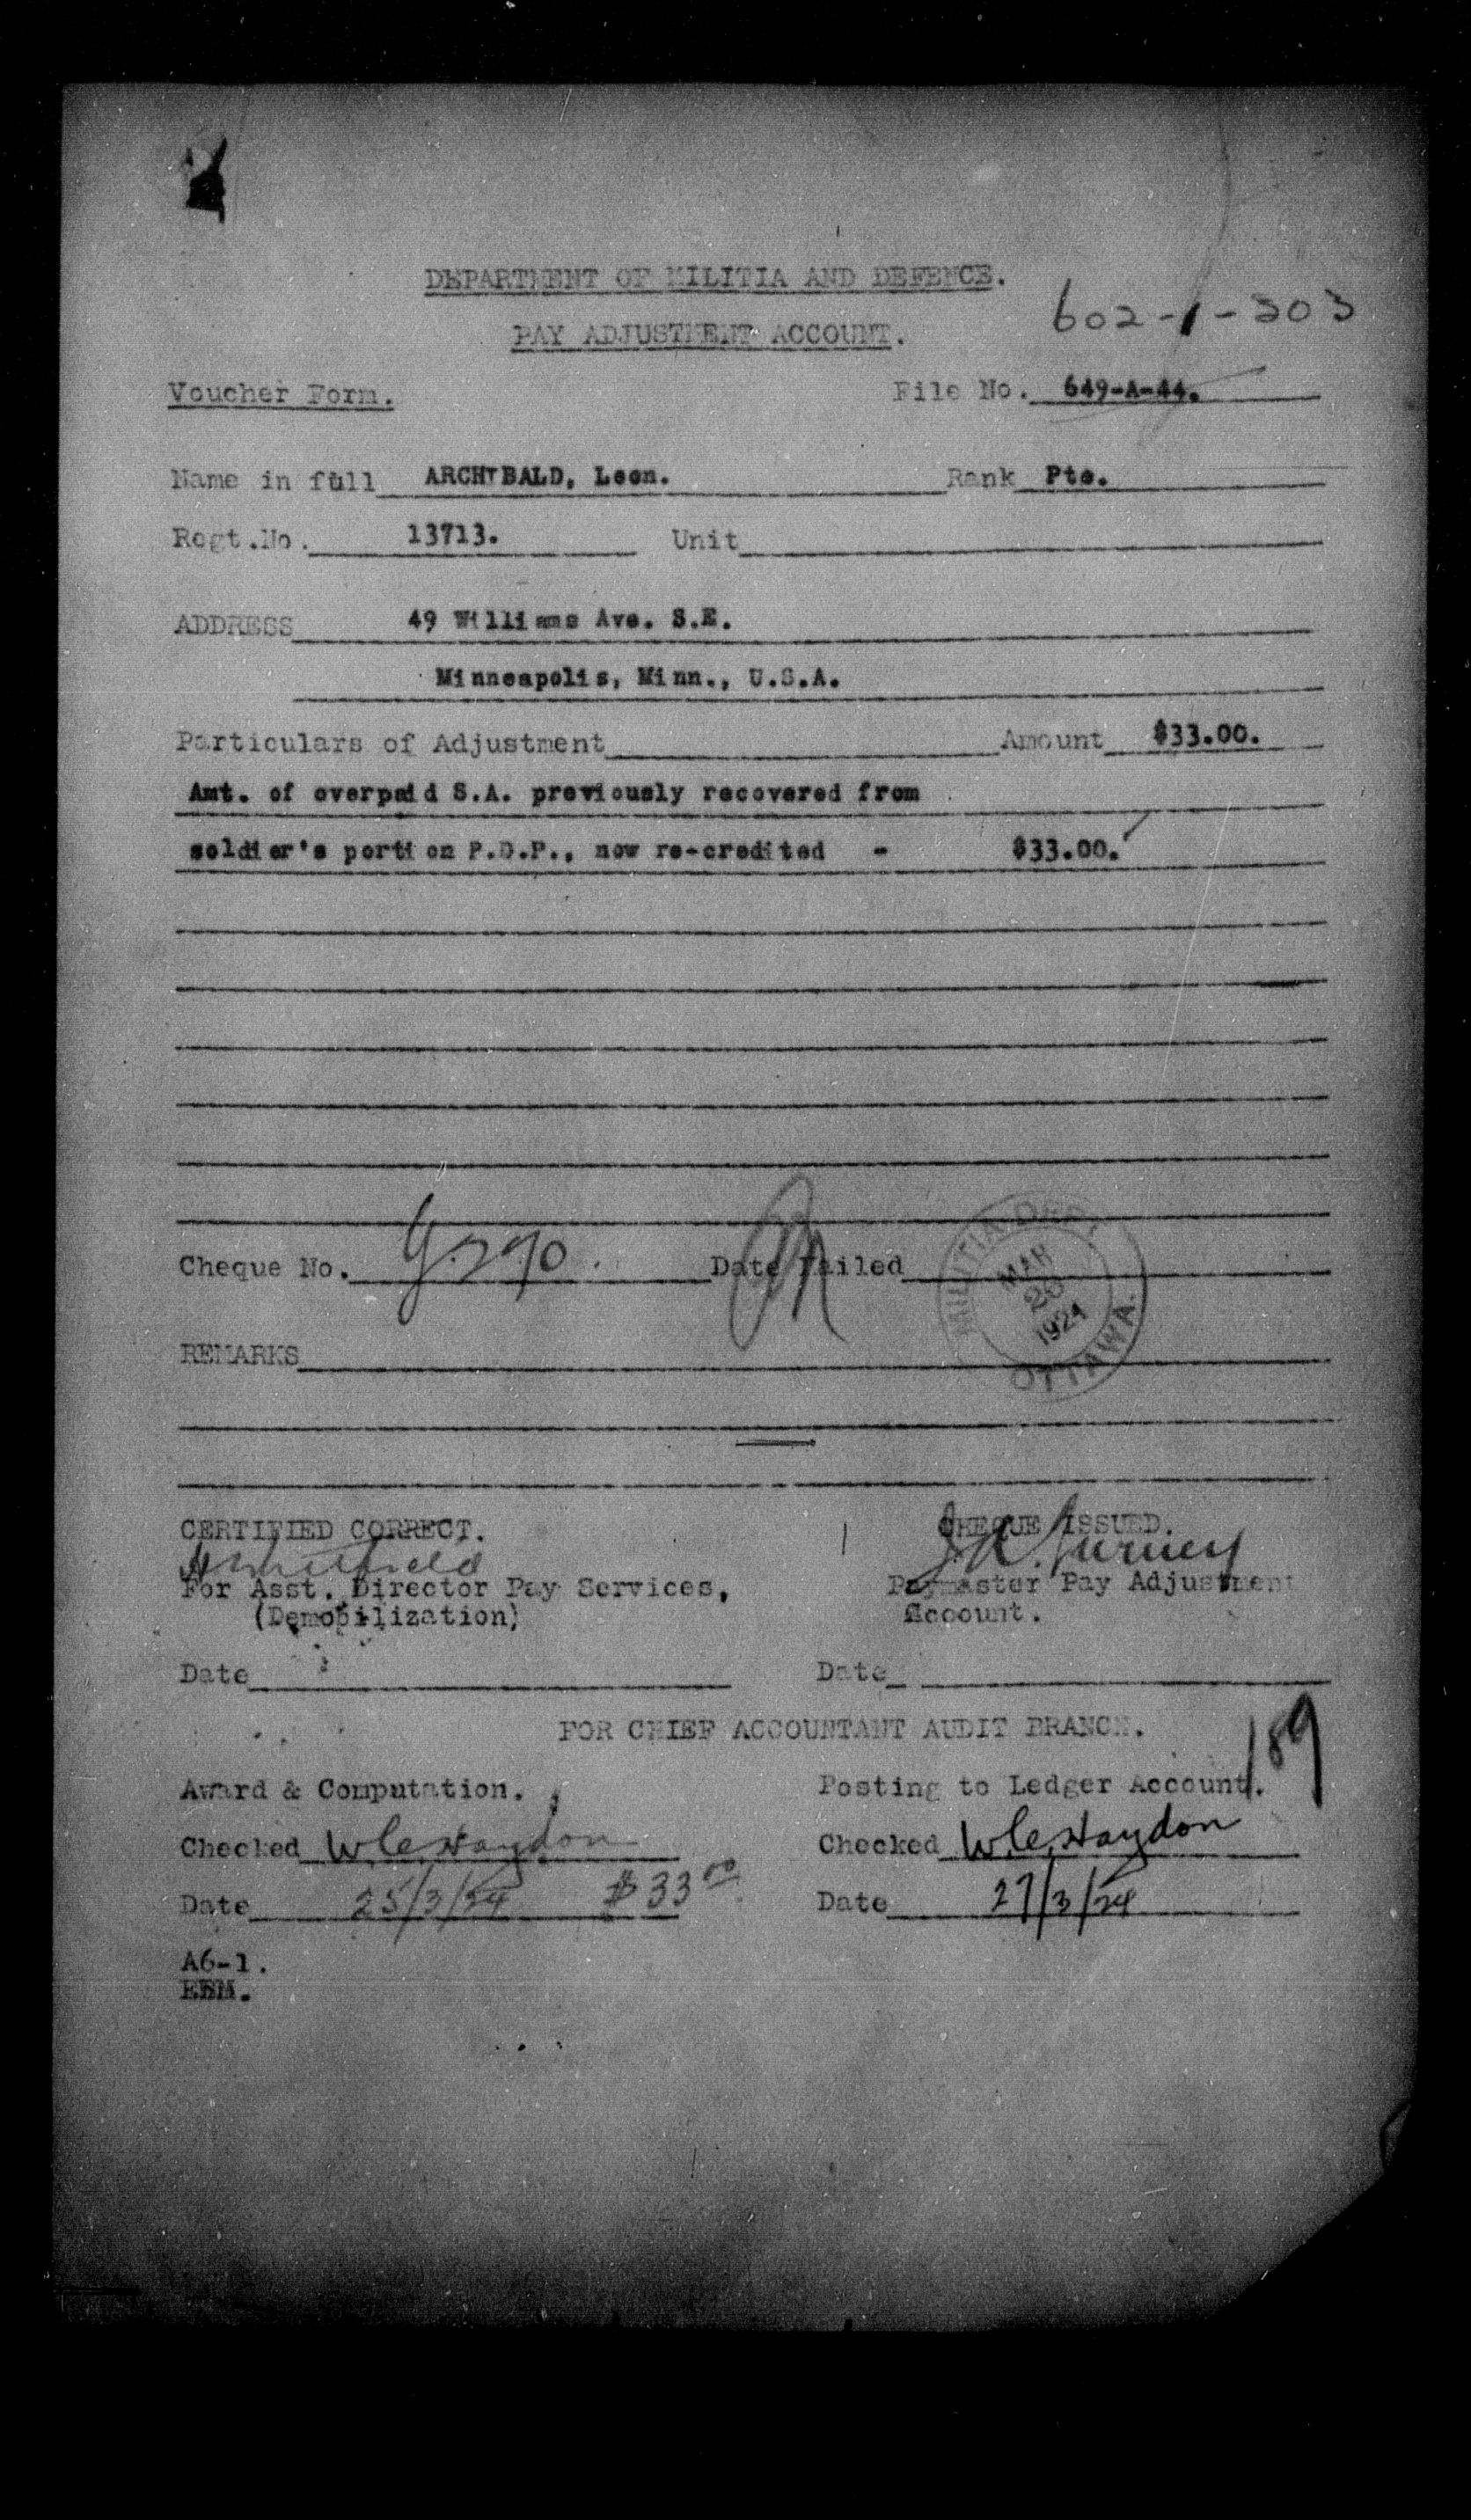 DEPARTMENT OF MILITIA AND DEFENCE.
602-1-303
PAY ADJUSTMENT ACCOUNT.
Voucher Form. File No. 649-A-44.
Name in full ARCHIBALD, Leon. Rank Pte.
Regt.No. 13713. Unit
ADDRESS 49 Williams Ave. S.E.
Minneapolis, Minn., U.S.A.
Particulars of Adjustment Amount $33.00.
Amt. of overpaid S.A. previously recovered from
soldier's portion P.D.P., now re-credited - $33.00.
Cheque No. Date Mailed
MILITIA DEPT. MAR 1924 OTTAWA.
REMARKS
CERTIFIED CORRECT. CHEQUE ISSUED.
For Asst. Director Pay Services, Paymaster Pay Adjustment
(Demobilization) Account.
Date Date
FOR CHIEF ACCOUNTANT AUDIT BRANCH.
189
Award & Computation. Posting to Ledger Account.
Checked W.C. Haydon Checked W.C. Haydon
Date 25/3/24 $33.00 Date 27/3/24
A6-1.
EBM.